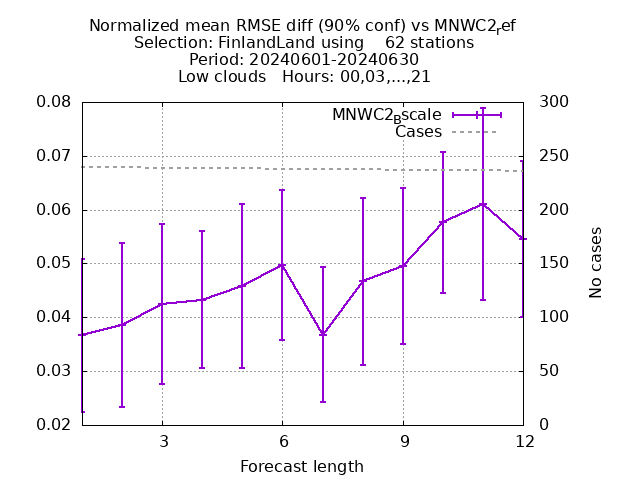 Normalized mean RMSE diff (90% conf) vs MNWC2ref
Selection: FinlandLand using 62 stations
Period: 20240601-20240630
Low clouds Hours: 00,03,...,21
MNWC2Bscale
Cases
0.08
0.07
0.06
0.05
0.04
0.03
0.02
300
250
200
150
100
50
0
No cases
3
6
9
12
Forecast length